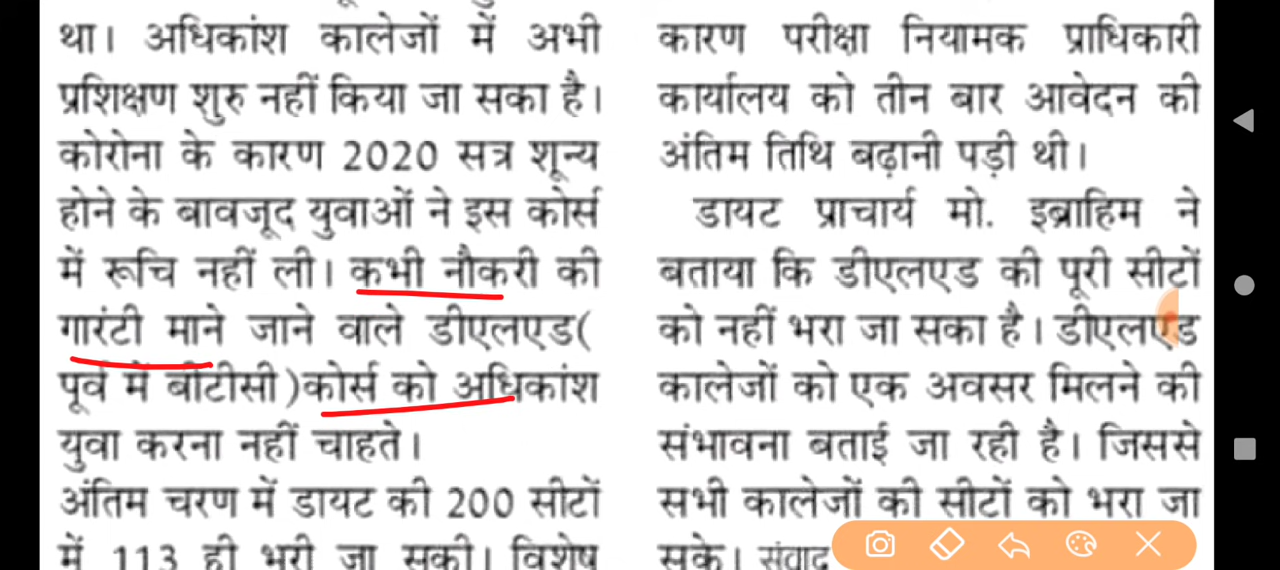 था। अधिकांश कालेजों में अभी
प्रशिक्षण शुरु नहीं किया जा सका है।
कोरोना के कारण 2020 सत्र शून्य
होने के बावजूद युवाओं ने इस कोर्स
में रूचि नहीं ली। कभी नौकरी की
गारंटी माने जाने वाले डीएलएड(
पूर्व में बीटीसी)कोर्स को अधिकांश
युवा करना नहीं चाहते।
अंतिम चरण में डायट की 200 सीटों
में 113 ही भरी जा सकी। विशेष
कारण परीक्षा नियामक प्राधिकारी
कार्यालय को तीन बार आवेदन की
अंतिम तिथि बढ़ानी पड़ी थी।
डायट प्राचार्य मो. इब्राहिम ने
बताया कि डीएलएड की पूरी सीटों
को नहीं भरा जा सका है। डीएलएड
कालेजों को एक अवसर मिलने की
संभावना बताई जा रही है। जिससे
सभी कालेजों की सीटों को भरा जा
सके। संवाद